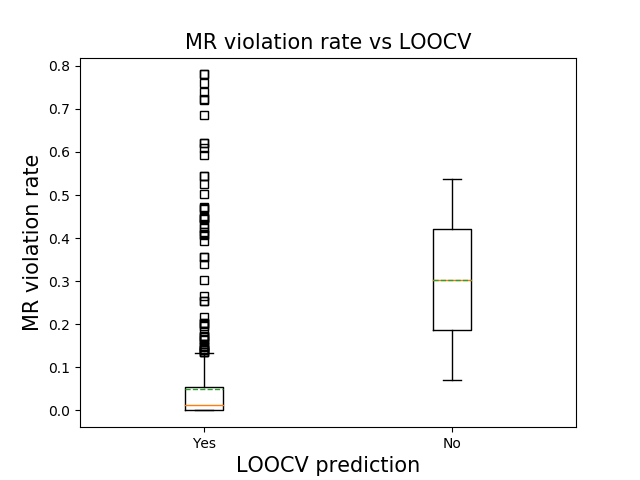 MR violation rate vs LOOCV
MR violation rate
0.8
0.7
0.6
0.5
0.4
0.3
0.2
0.1
0.0
Yes
No
LOOCV prediction